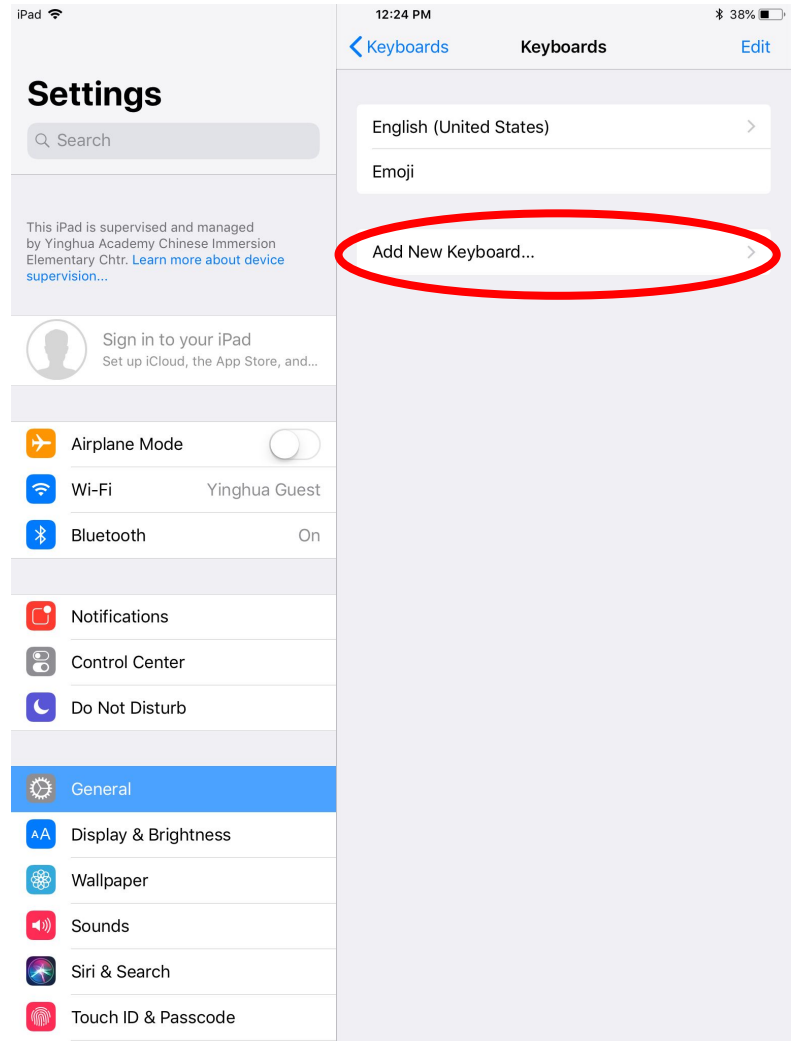 iPad
12:24 PM
38%
Keyboards
Keyboards
Edit
Settings
Search
This iPad is supervised and managed
by Yinghua Academy Chinese Immersion
Elementary Chtr. Learn more about device
supervision...
Sign in to your iPad
Set up iCloud, the App Store, and...
Airplane Mode
Wi-Fi Yinghua Guest
Bluetooth On
Notifications
Control Center
Do Not Disturb
General
AA Display & Brightness
Wallpaper
Sounds
Siri & Search
Touch ID & Passcode
English (United States)
Emoji
Add New Keyboard...